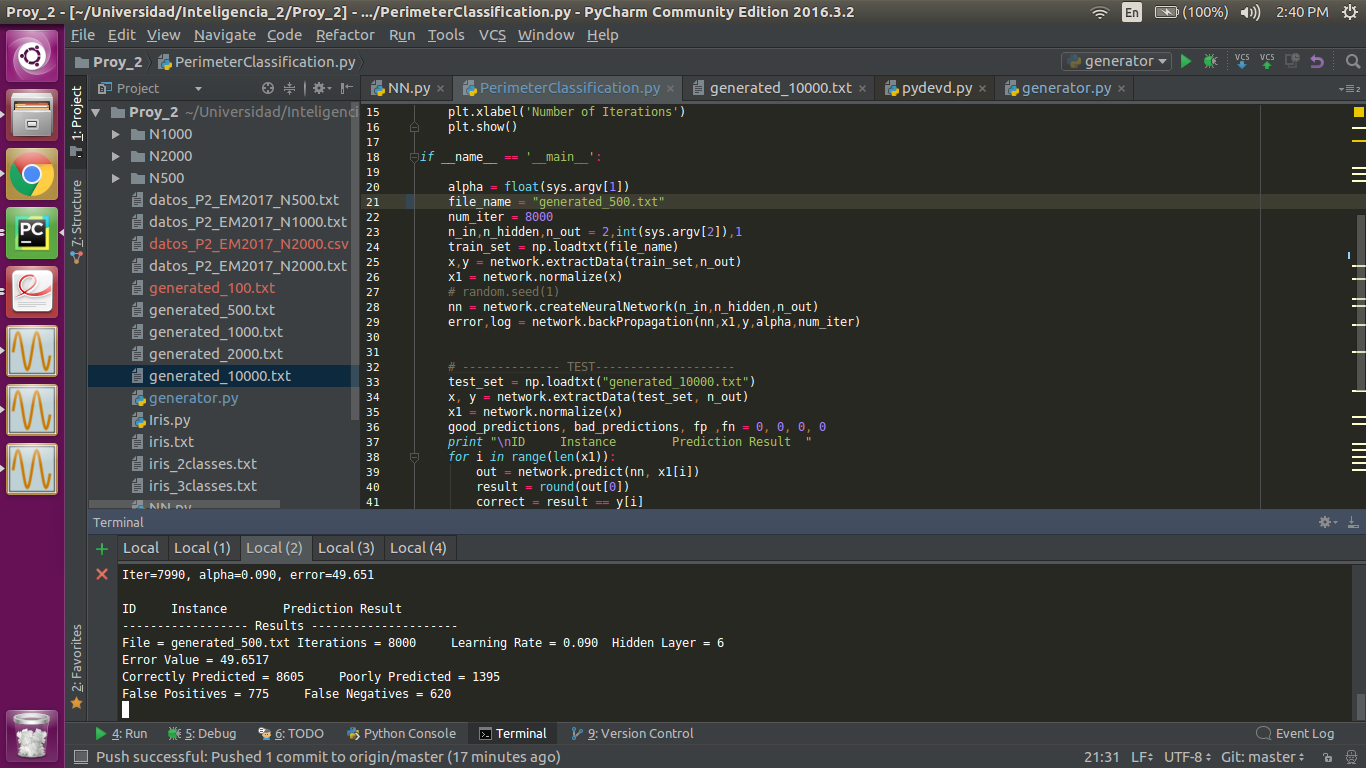 Proy_2 - [~/Universidad/Inteligencia_2/Proy_2] - .../PerimeterClassification.py - PyCharm Community Edition 2016.3.2
En
(100%)
2:40 PM
File Edit View Navigate Code Refactor Run Tools VCS Window Help
Proy_2
PerimeterClassification.py
generator
VCS
VCS
Project
NN.py
PerimeterClassification.py
generated_10000.txt
pydevd.py
generator.py
1: Project
7: Structure
2: Favorites
Proy_2 ~/Universidad/Inteligenci
N1000
N2000
N500
datos_P2_EM2017_N500.txt
datos_P2_EM2017_N1000.txt
datos_P2_EM2017_N2000.csv
datos_P2_EM2017_N2000.txt
generated_100.txt
generated_500.txt
generated_1000.txt
generated_2000.txt
generated_10000.txt
generator.py
Iris.py
iris.txt
iris_2classes.txt
iris_3classes.txt
NN.py
15 plt.xlabel('Number of Iterations')
16 plt.show()
17
18 if __name__ == '__main__':
19
20 alpha = float(sys.argv[1])
21 file_name = "generated_500.txt"
22 num_iter = 8000
23 n_in,n_hidden,n_out = 2,int(sys.argv[2]),1
24 train_set = np.loadtxt(file_name)
25 x,y = network.extractData(train_set,n_out)
26 x1 = network.normalize(x)
27 # random.seed(1)
28 nn = network.createNeuralNetwork(n_in,n_hidden,n_out)
29 error,log = network.backPropagation(nn,x1,y,alpha,num_iter)
30
31
32 # -------------- TEST--------------------
33 test_set = np.loadtxt("generated_10000.txt")
34 x, y = network.extractData(test_set, n_out)
35 x1 = network.normalize(x)
36 good_predictions, bad_predictions, fp ,fn = 0, 0, 0, 0
37 print "\nID     Instance        Prediction Result  "
38 for i in range(len(x1)):
39 out = network.predict(nn, x1[i])
40 result = round(out[0])
41 correct = result == y[i]
Terminal
Local
Local (1)
Local (2)
Local (3)
Local (4)
Iter=7990, alpha=0.090, error=49.651
ID     Instance        Prediction Result
------------------ Results ---------------------
File = generated_500.txt Iterations = 8000     Learning Rate = 0.090  Hidden Layer = 6
Error Value = 49.6517
Correctly Predicted = 8605     Poorly Predicted = 1395
False Positives = 775     False Negatives = 620
4: Run
5: Debug
6: TODO
Python Console
Terminal
9: Version Control
Event Log
Push successful: Pushed 1 commit to origin/master (17 minutes ago)
21:31
LF
UTF-8
Git: master